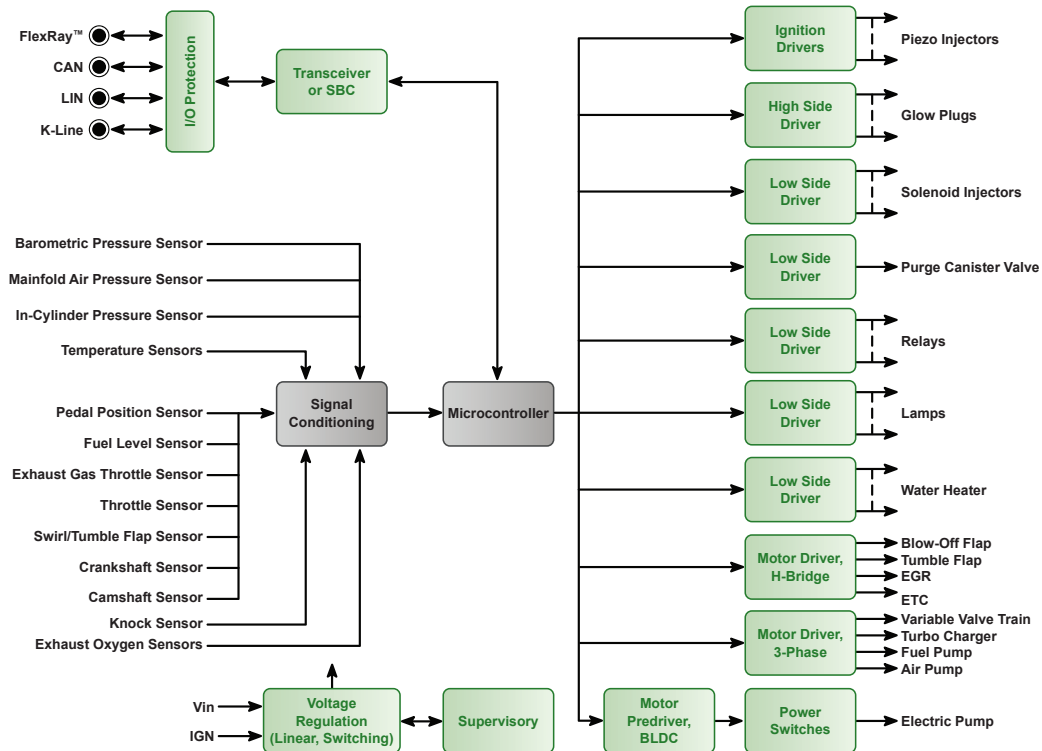 FlexRay™
CAN
LIN
K-Line
I/O Protection
Transceiver
or SBC
Barometric Pressure Sensor
Mainfold Air Pressure Sensor
In-Cylinder Pressure Sensor
Temperature Sensors
Pedal Position Sensor
Fuel Level Sensor
Exhaust Gas Throttle Sensor
Throttle Sensor
Swirl/Tumble Flap Sensor
Crankshaft Sensor
Camshaft Sensor
Knock Sensor
Exhaust Oxygen Sensors
Signal
Conditioning
Microcontroller
Vin
IGN
Voltage
Regulation
(Linear, Switching)
Supervisory
Ignition
Drivers
Piezo Injectors
High Side
Driver
Glow Plugs
Low Side
Driver
Solenoid Injectors
Low Side
Driver
Purge Canister Valve
Low Side
Driver
Relays
Low Side
Driver
Lamps
Low Side
Driver
Water Heater
Motor Driver,
H-Bridge
Blow-Off Flap
Tumble Flap
EGR
ETC
Motor Driver,
3-Phase
Variable Valve Train
Turbo Charger
Fuel Pump
Air Pump
Motor
Predriver,
BLDC
Power
Switches
Electric Pump